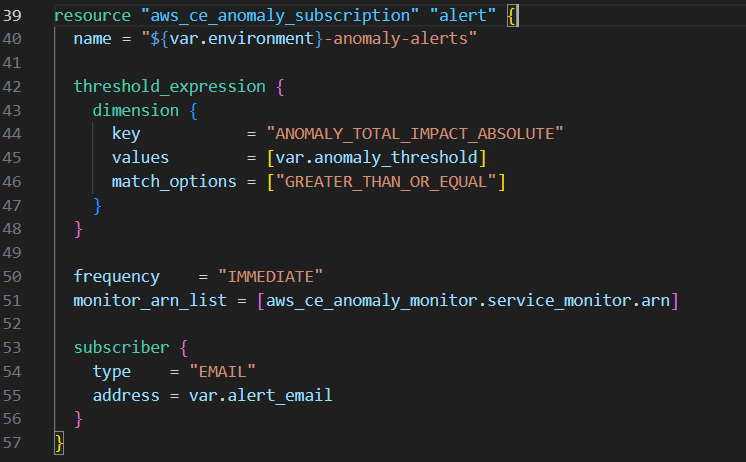 39 resource "aws_ce_anomaly_subscription" "alert" {
40   name = "${var.environment}-anomaly-alerts"
41
42   threshold_expression {
43     dimension {
44       key           = "ANOMALY_TOTAL_IMPACT_ABSOLUTE"
45       values        = [var.anomaly_threshold]
46       match_options = ["GREATER_THAN_OR_EQUAL"]
47     }
48   }
49
50   frequency    = "IMMEDIATE"
51   monitor_arn_list = [aws_ce_anomaly_monitor.service_monitor.arn]
52
53   subscriber {
54     type    = "EMAIL"
55     address = var.alert_email
56   }
57 }